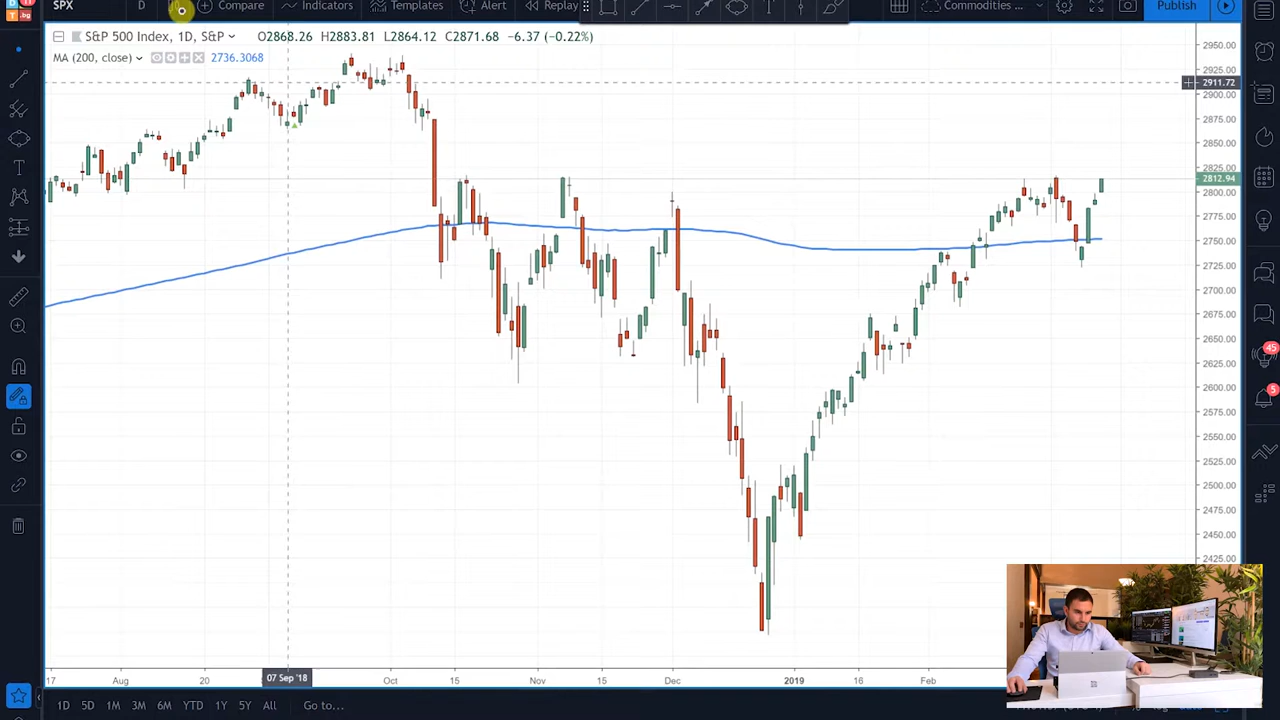 11
.bg
SPX
D
Compare
Indicators
Templates
Alert
Replay
Commodities ...
Publish
S&P 500 Index, 1D, S&P
O2868.26 H2883.81 L2864.12 C2871.68 -6.37 (-0.22%)
MA (200, close)
2736.3068
2950.00
2925.00
2911.72
2900.00
2875.00
2850.00
2825.00
2812.94
2800.00
2775.00
2750.00
2725.00
2700.00
2675.00
2650.00
2625.00
2600.00
2575.00
2550.00
2525.00
2500.00
2475.00
2450.00
2425.00
45
5
17 Aug 20 07 Sep '18 Oct 15 Nov 15 Dec 2019 16 Feb
1D 5D 1M 3M 6M YTD 1Y 5Y All Go to...